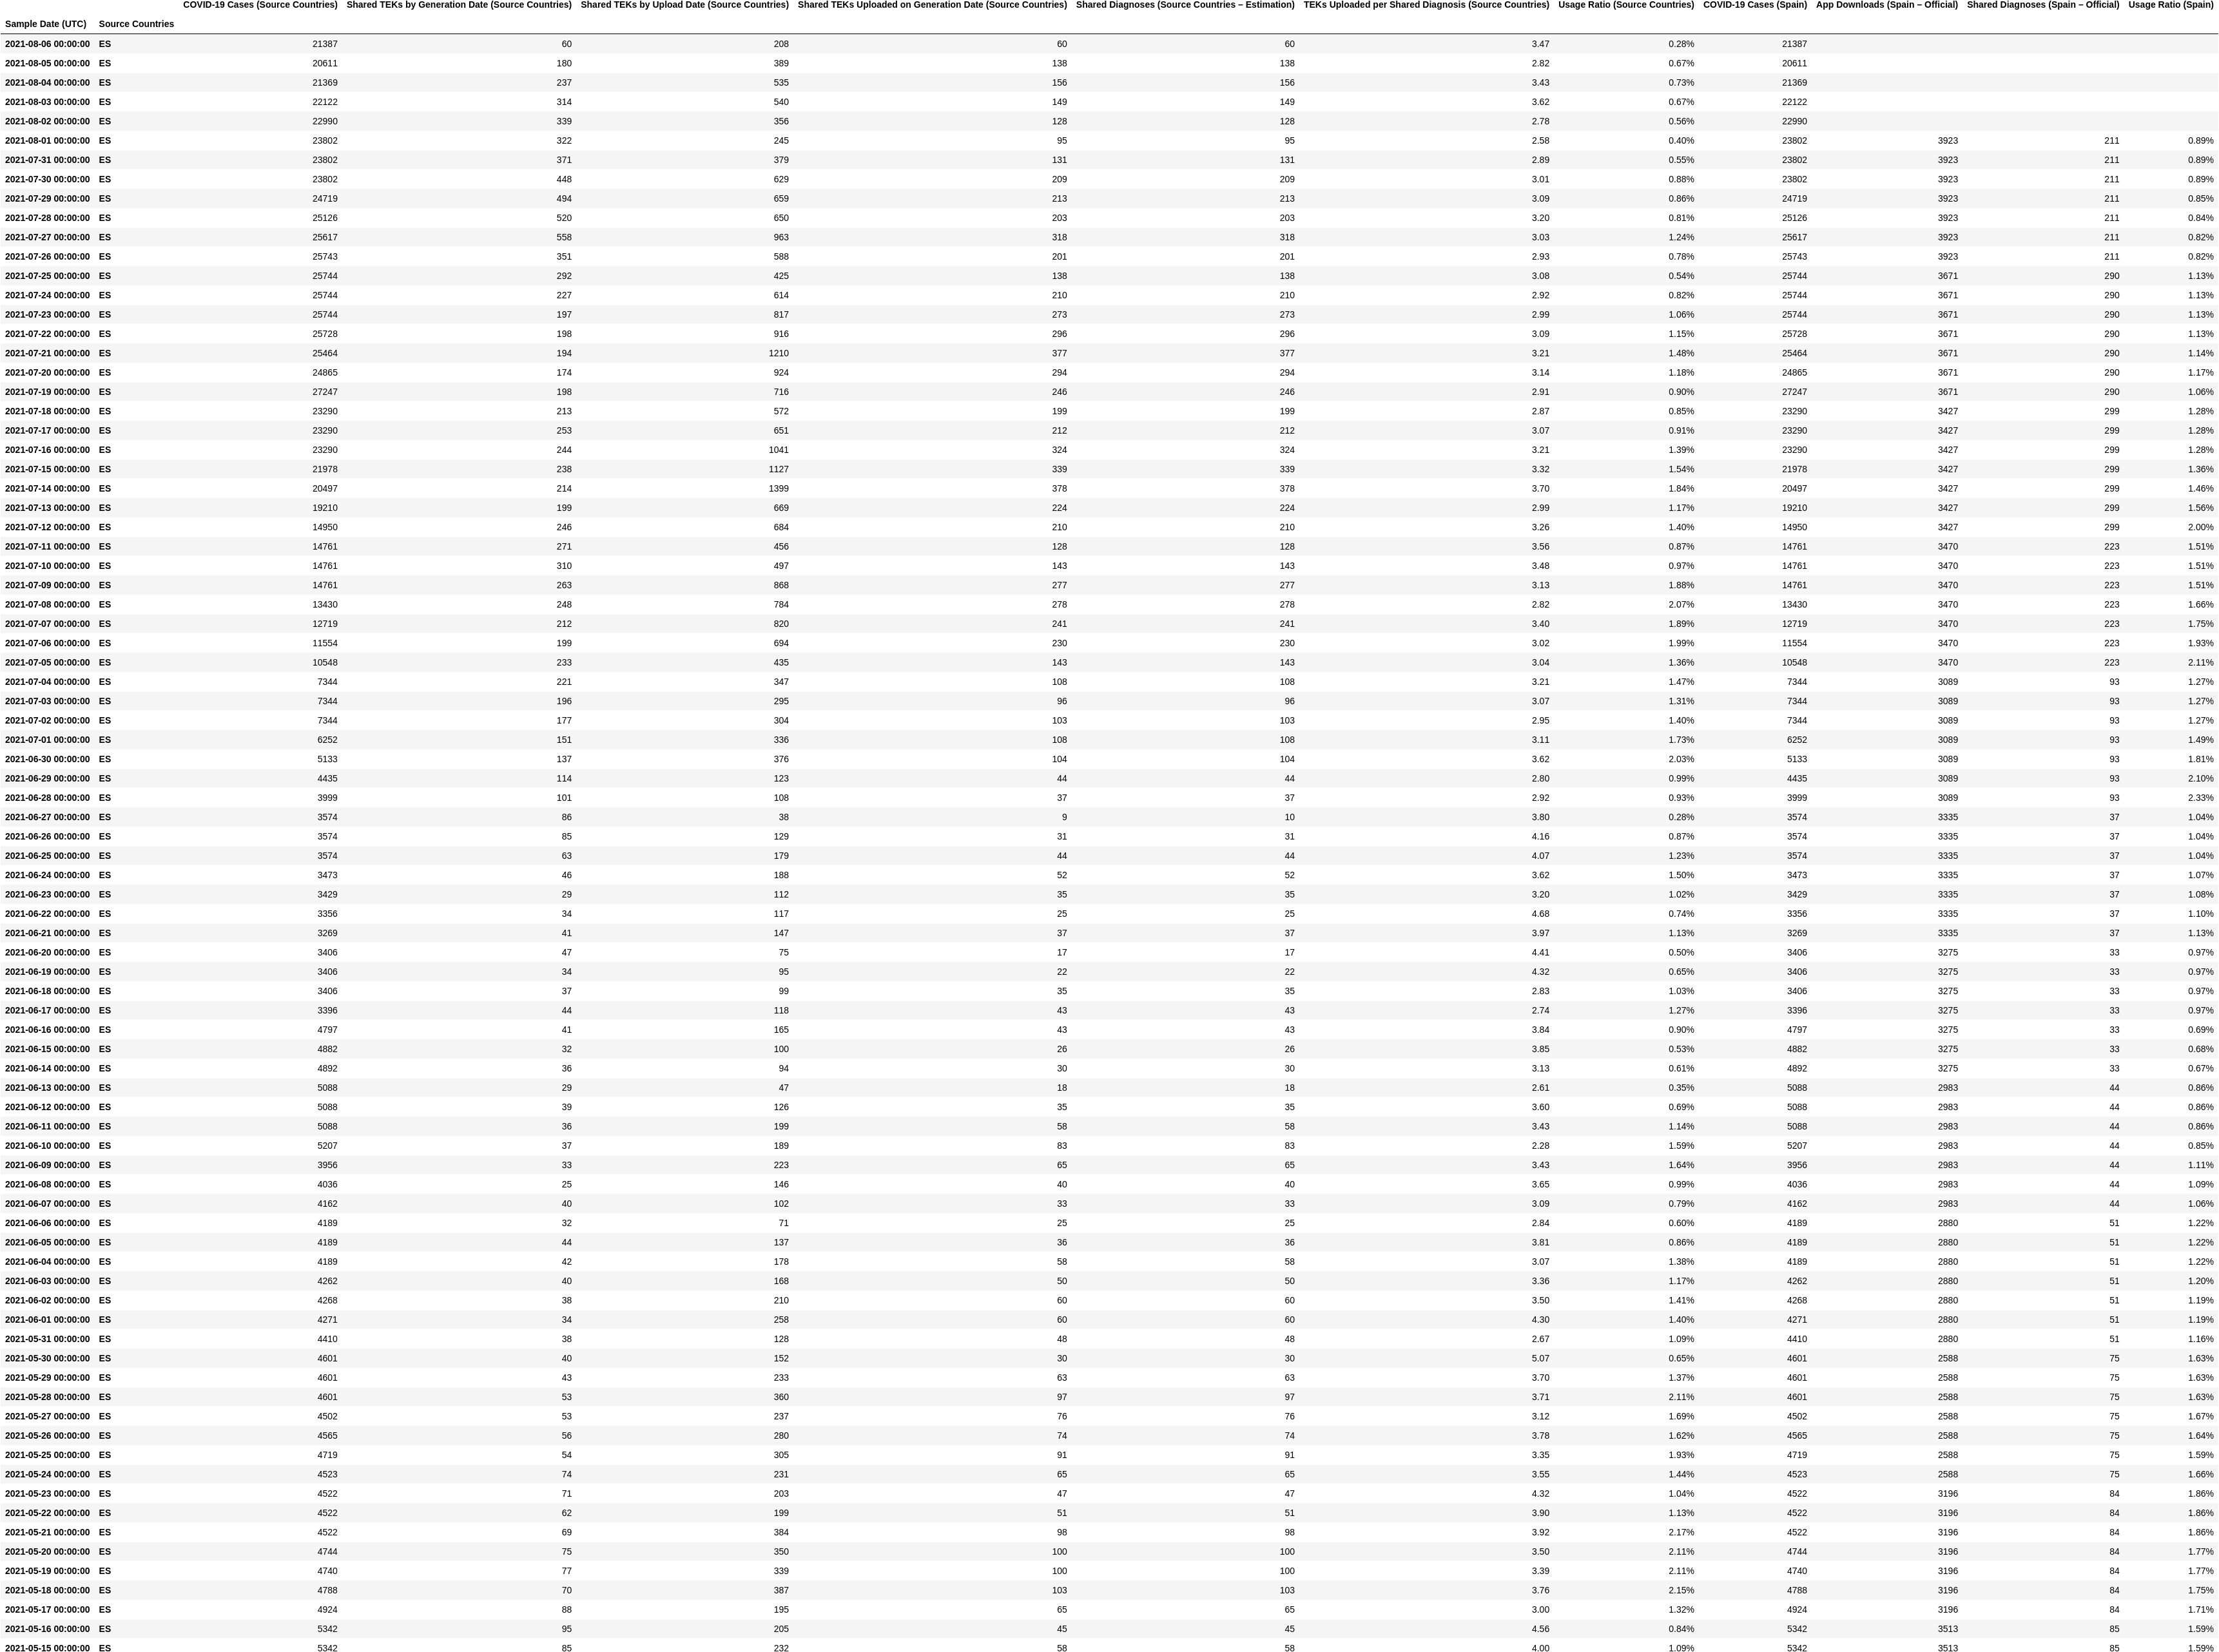 COVID-19 Cases (Source Countries) Shared TEKs by Generation Date (Source Countries) Shared TEKs by Upload Date (Source Countries) Shared TEKs Uploaded on Generation Date (Source Countries) Shared Diagnoses (Source Countries – Estimation) TEKs Uploaded per Shared Diagnosis (Source Countries) Usage Ratio (Source Countries) COVID-19 Cases (Spain) App Downloads (Spain – Official) Shared Diagnoses (Spain – Official) Usage Ratio (Spain)
Sample Date (UTC) Source Countries
2021-08-06 00:00:00 ES 21387 60 208 60 60 3.47 0.28% 21387
2021-08-05 00:00:00 ES 20611 180 389 138 138 2.82 0.67% 20611
2021-08-04 00:00:00 ES 21369 237 535 156 156 3.43 0.73% 21369
2021-08-03 00:00:00 ES 22122 314 540 149 149 3.62 0.67% 22122
2021-08-02 00:00:00 ES 22990 339 356 128 128 2.78 0.56% 22990
2021-08-01 00:00:00 ES 23802 322 245 95 95 2.58 0.40% 23802 3923 211 0.89%
2021-07-31 00:00:00 ES 23802 371 379 131 131 2.89 0.55% 23802 3923 211 0.89%
2021-07-30 00:00:00 ES 23802 448 629 209 209 3.01 0.88% 23802 3923 211 0.89%
2021-07-29 00:00:00 ES 24719 494 659 213 213 3.09 0.86% 24719 3923 211 0.85%
2021-07-28 00:00:00 ES 25126 520 650 203 203 3.20 0.81% 25126 3923 211 0.84%
2021-07-27 00:00:00 ES 25617 558 963 318 318 3.03 1.24% 25617 3923 211 0.82%
2021-07-26 00:00:00 ES 25743 351 588 201 201 2.93 0.78% 25743 3923 211 0.82%
2021-07-25 00:00:00 ES 25744 292 425 138 138 3.08 0.54% 25744 3671 290 1.13%
2021-07-24 00:00:00 ES 25744 227 614 210 210 2.92 0.82% 25744 3671 290 1.13%
2021-07-23 00:00:00 ES 25744 197 817 273 273 2.99 1.06% 25744 3671 290 1.13%
2021-07-22 00:00:00 ES 25728 198 916 296 296 3.09 1.15% 25728 3671 290 1.13%
2021-07-21 00:00:00 ES 25464 194 1210 377 377 3.21 1.48% 25464 3671 290 1.14%
2021-07-20 00:00:00 ES 24865 174 924 294 294 3.14 1.18% 24865 3671 290 1.17%
2021-07-19 00:00:00 ES 27247 198 716 246 246 2.91 0.90% 27247 3671 290 1.06%
2021-07-18 00:00:00 ES 23290 213 572 199 199 2.87 0.85% 23290 3427 299 1.28%
2021-07-17 00:00:00 ES 23290 253 651 212 212 3.07 0.91% 23290 3427 299 1.28%
2021-07-16 00:00:00 ES 23290 244 1041 324 324 3.21 1.39% 23290 3427 299 1.28%
2021-07-15 00:00:00 ES 21978 238 1127 339 339 3.32 1.54% 21978 3427 299 1.36%
2021-07-14 00:00:00 ES 20497 214 1399 378 378 3.70 1.84% 20497 3427 299 1.46%
2021-07-13 00:00:00 ES 19210 199 669 224 224 2.99 1.17% 19210 3427 299 1.56%
2021-07-12 00:00:00 ES 14950 246 684 210 210 3.26 1.40% 14950 3427 299 2.00%
2021-07-11 00:00:00 ES 14761 271 456 128 128 3.56 0.87% 14761 3470 223 1.51%
2021-07-10 00:00:00 ES 14761 310 497 143 143 3.48 0.97% 14761 3470 223 1.51%
2021-07-09 00:00:00 ES 14761 263 868 277 277 3.13 1.88% 14761 3470 223 1.51%
2021-07-08 00:00:00 ES 13430 248 784 278 278 2.82 2.07% 13430 3470 223 1.66%
2021-07-07 00:00:00 ES 12719 212 820 241 241 3.40 1.89% 12719 3470 223 1.75%
2021-07-06 00:00:00 ES 11554 199 694 230 230 3.02 1.99% 11554 3470 223 1.93%
2021-07-05 00:00:00 ES 10548 233 435 143 143 3.04 1.36% 10548 3470 223 2.11%
2021-07-04 00:00:00 ES 7344 221 347 108 108 3.21 1.47% 7344 3089 93 1.27%
2021-07-03 00:00:00 ES 7344 196 295 96 96 3.07 1.31% 7344 3089 93 1.27%
2021-07-02 00:00:00 ES 7344 177 304 103 103 2.95 1.40% 7344 3089 93 1.27%
2021-07-01 00:00:00 ES 6252 151 336 108 108 3.11 1.73% 6252 3089 93 1.49%
2021-06-30 00:00:00 ES 5133 137 376 104 104 3.62 2.03% 5133 3089 93 1.81%
2021-06-29 00:00:00 ES 4435 114 123 44 44 2.80 0.99% 4435 3089 93 2.10%
2021-06-28 00:00:00 ES 3999 101 108 37 37 2.92 0.93% 3999 3089 93 2.33%
2021-06-27 00:00:00 ES 3574 86 38 9 10 3.80 0.28% 3574 3335 37 1.04%
2021-06-26 00:00:00 ES 3574 85 129 31 31 4.16 0.87% 3574 3335 37 1.04%
2021-06-25 00:00:00 ES 3574 63 179 44 44 4.07 1.23% 3574 3335 37 1.04%
2021-06-24 00:00:00 ES 3473 46 188 52 52 3.62 1.50% 3473 3335 37 1.07%
2021-06-23 00:00:00 ES 3429 29 112 35 35 3.20 1.02% 3429 3335 37 1.08%
2021-06-22 00:00:00 ES 3356 34 117 25 25 4.68 0.74% 3356 3335 37 1.10%
2021-06-21 00:00:00 ES 3269 41 147 37 37 3.97 1.13% 3269 3335 37 1.13%
2021-06-20 00:00:00 ES 3406 47 75 17 17 4.41 0.50% 3406 3275 33 0.97%
2021-06-19 00:00:00 ES 3406 34 95 22 22 4.32 0.65% 3406 3275 33 0.97%
2021-06-18 00:00:00 ES 3406 37 99 35 35 2.83 1.03% 3406 3275 33 0.97%
2021-06-17 00:00:00 ES 3396 44 118 43 43 2.74 1.27% 3396 3275 33 0.97%
2021-06-16 00:00:00 ES 4797 41 165 43 43 3.84 0.90% 4797 3275 33 0.69%
2021-06-15 00:00:00 ES 4882 32 100 26 26 3.85 0.53% 4882 3275 33 0.68%
2021-06-14 00:00:00 ES 4892 36 94 30 30 3.13 0.61% 4892 3275 33 0.67%
2021-06-13 00:00:00 ES 5088 29 47 18 18 2.61 0.35% 5088 2983 44 0.86%
2021-06-12 00:00:00 ES 5088 39 126 35 35 3.60 0.69% 5088 2983 44 0.86%
2021-06-11 00:00:00 ES 5088 36 199 58 58 3.43 1.14% 5088 2983 44 0.86%
2021-06-10 00:00:00 ES 5207 37 189 83 83 2.28 1.59% 5207 2983 44 0.85%
2021-06-09 00:00:00 ES 3956 33 223 65 65 3.43 1.64% 3956 2983 44 1.11%
2021-06-08 00:00:00 ES 4036 25 146 40 40 3.65 0.99% 4036 2983 44 1.09%
2021-06-07 00:00:00 ES 4162 40 102 33 33 3.09 0.79% 4162 2983 44 1.06%
2021-06-06 00:00:00 ES 4189 32 71 25 25 2.84 0.60% 4189 2880 51 1.22%
2021-06-05 00:00:00 ES 4189 44 137 36 36 3.81 0.86% 4189 2880 51 1.22%
2021-06-04 00:00:00 ES 4189 42 178 58 58 3.07 1.38% 4189 2880 51 1.22%
2021-06-03 00:00:00 ES 4262 40 168 50 50 3.36 1.17% 4262 2880 51 1.20%
2021-06-02 00:00:00 ES 4268 38 210 60 60 3.50 1.41% 4268 2880 51 1.19%
2021-06-01 00:00:00 ES 4271 34 258 60 60 4.30 1.40% 4271 2880 51 1.19%
2021-05-31 00:00:00 ES 4410 38 128 48 48 2.67 1.09% 4410 2880 51 1.16%
2021-05-30 00:00:00 ES 4601 40 152 30 30 5.07 0.65% 4601 2588 75 1.63%
2021-05-29 00:00:00 ES 4601 43 233 63 63 3.70 1.37% 4601 2588 75 1.63%
2021-05-28 00:00:00 ES 4601 53 360 97 97 3.71 2.11% 4601 2588 75 1.63%
2021-05-27 00:00:00 ES 4502 53 237 76 76 3.12 1.69% 4502 2588 75 1.67%
2021-05-26 00:00:00 ES 4565 56 280 74 74 3.78 1.62% 4565 2588 75 1.64%
2021-05-25 00:00:00 ES 4719 54 305 91 91 3.35 1.93% 4719 2588 75 1.59%
2021-05-24 00:00:00 ES 4523 74 231 65 65 3.55 1.44% 4523 2588 75 1.66%
2021-05-23 00:00:00 ES 4522 71 203 47 47 4.32 1.04% 4522 3196 84 1.86%
2021-05-22 00:00:00 ES 4522 62 199 51 51 3.90 1.13% 4522 3196 84 1.86%
2021-05-21 00:00:00 ES 4522 69 384 98 98 3.92 2.17% 4522 3196 84 1.86%
2021-05-20 00:00:00 ES 4744 75 350 100 100 3.50 2.11% 4744 3196 84 1.77%
2021-05-19 00:00:00 ES 4740 77 339 100 100 3.39 2.11% 4740 3196 84 1.77%
2021-05-18 00:00:00 ES 4788 70 387 103 103 3.76 2.15% 4788 3196 84 1.75%
2021-05-17 00:00:00 ES 4924 88 195 65 65 3.00 1.32% 4924 3196 84 1.71%
2021-05-16 00:00:00 ES 5342 95 205 45 45 4.56 0.84% 5342 3513 85 1.59%
2021-05-15 00:00:00 ES 5342 85 232 58 58 4.00 1.09% 5342 3513 85 1.59%